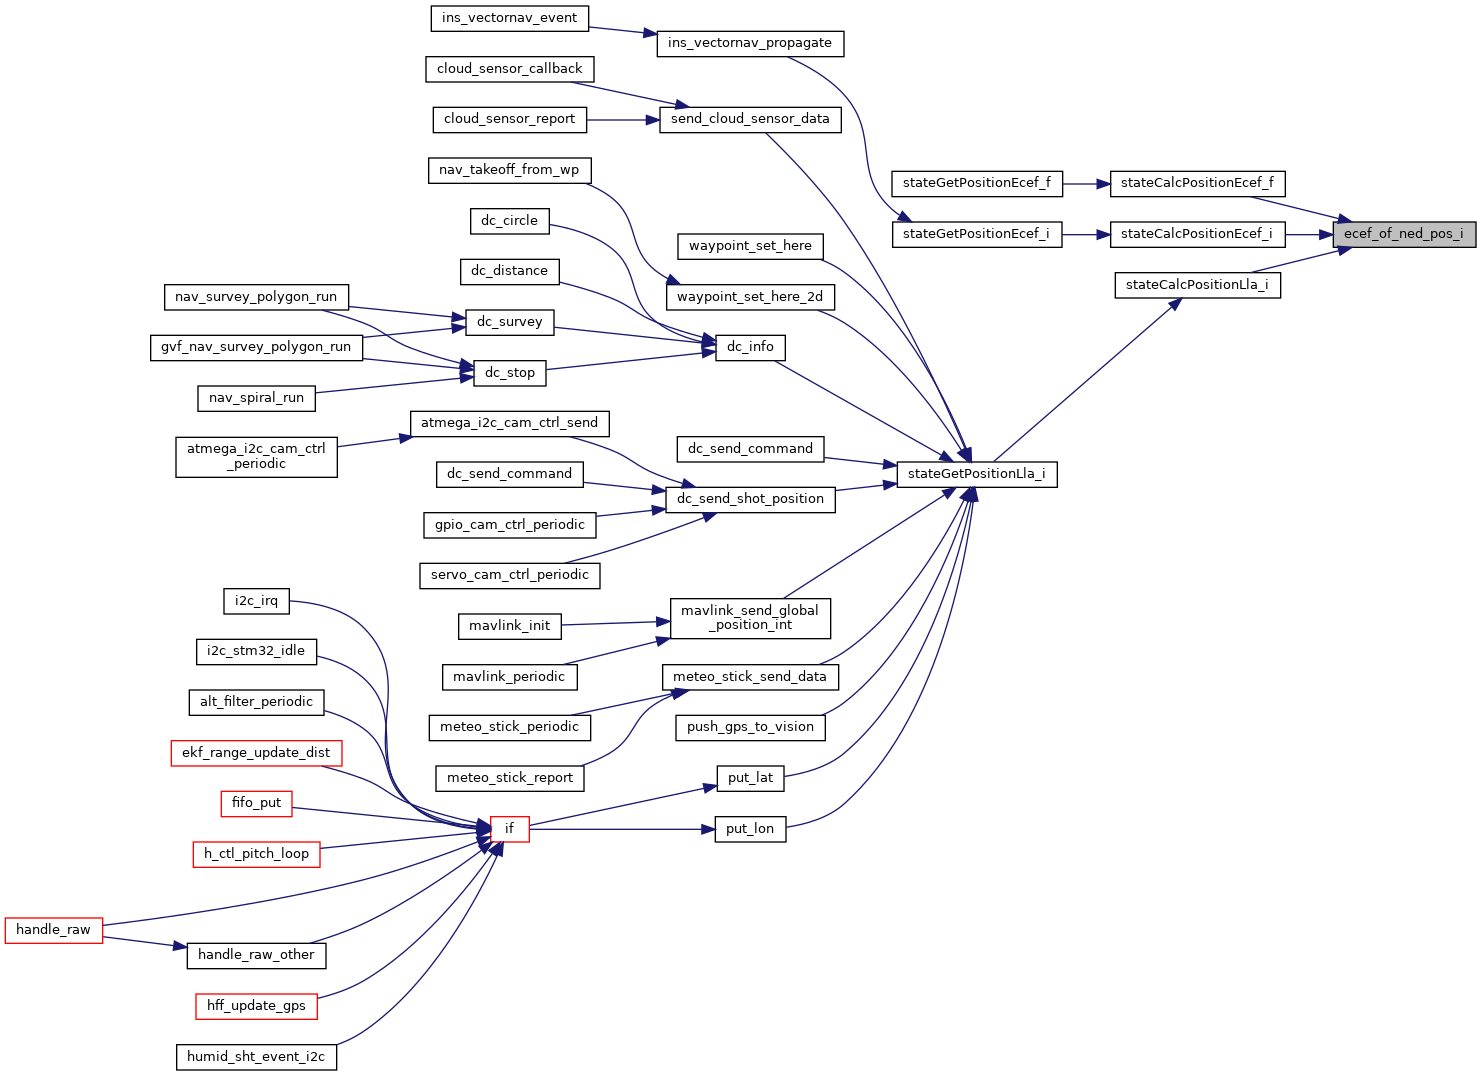 ins_vectornav_event
ins_vectornav_propagate
cloud_sensor_callback
cloud_sensor_report
send_cloud_sensor_data
nav_takeoff_from_wp
stateGetPositionEcef_f
stateCalcPositionEcef_f
dc_circle
waypoint_set_here
stateGetPositionEcef_i
stateCalcPositionEcef_i
ecef_of_ned_pos_i
dc_distance
stateCalcPositionLla_i
nav_survey_polygon_run
waypoint_set_here_2d
dc_survey
gvf_nav_survey_polygon_run
dc_info
dc_stop
nav_spiral_run
atmega_i2c_cam_ctrl_send
atmega_i2c_cam_ctrl
_periodic
dc_send_command
dc_send_command
stateGetPositionLla_i
dc_send_shot_position
gpio_cam_ctrl_periodic
servo_cam_ctrl_periodic
i2c_irq
mavlink_send_global
_position_int
mavlink_init
i2c_stm32_idle
mavlink_periodic
meteo_stick_send_data
alt_filter_periodic
meteo_stick_periodic
push_gps_to_vision
ekf_range_update_dist
meteo_stick_report
put_lat
fifo_put
if
put_lon
h_ctl_pitch_loop
handle_raw
handle_raw_other
hff_update_gps
humid_sht_event_i2c